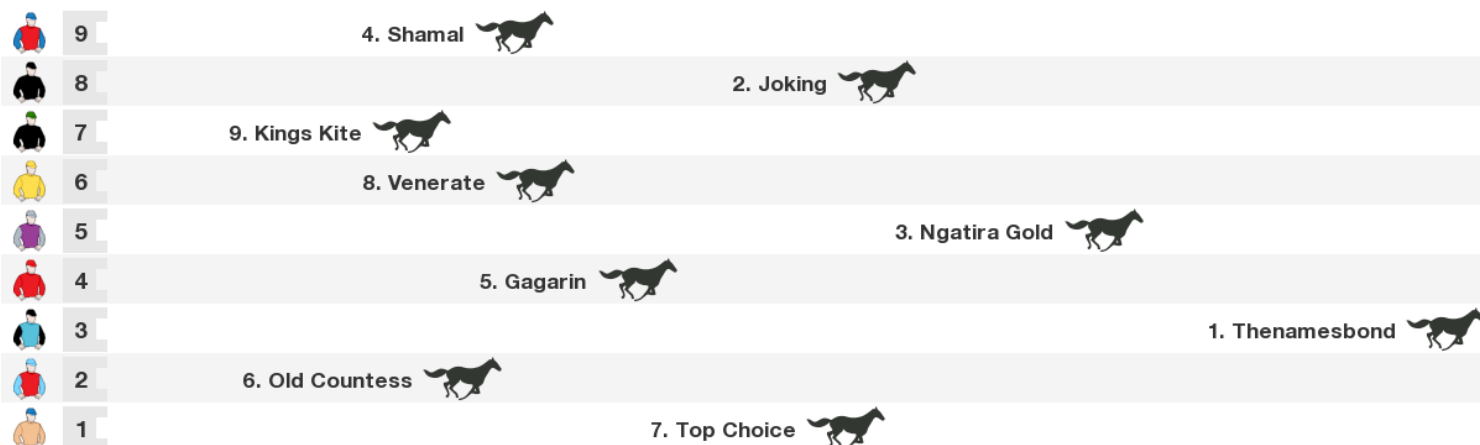 9 4. Shamal
8 2. Joking
7 9. Kings Kite
6 8. Venerate
5 3. Ngatira Gold
4 5. Gagarin
3 1. Thenamesbond
2 6. Old Countess
1 7. Top Choice